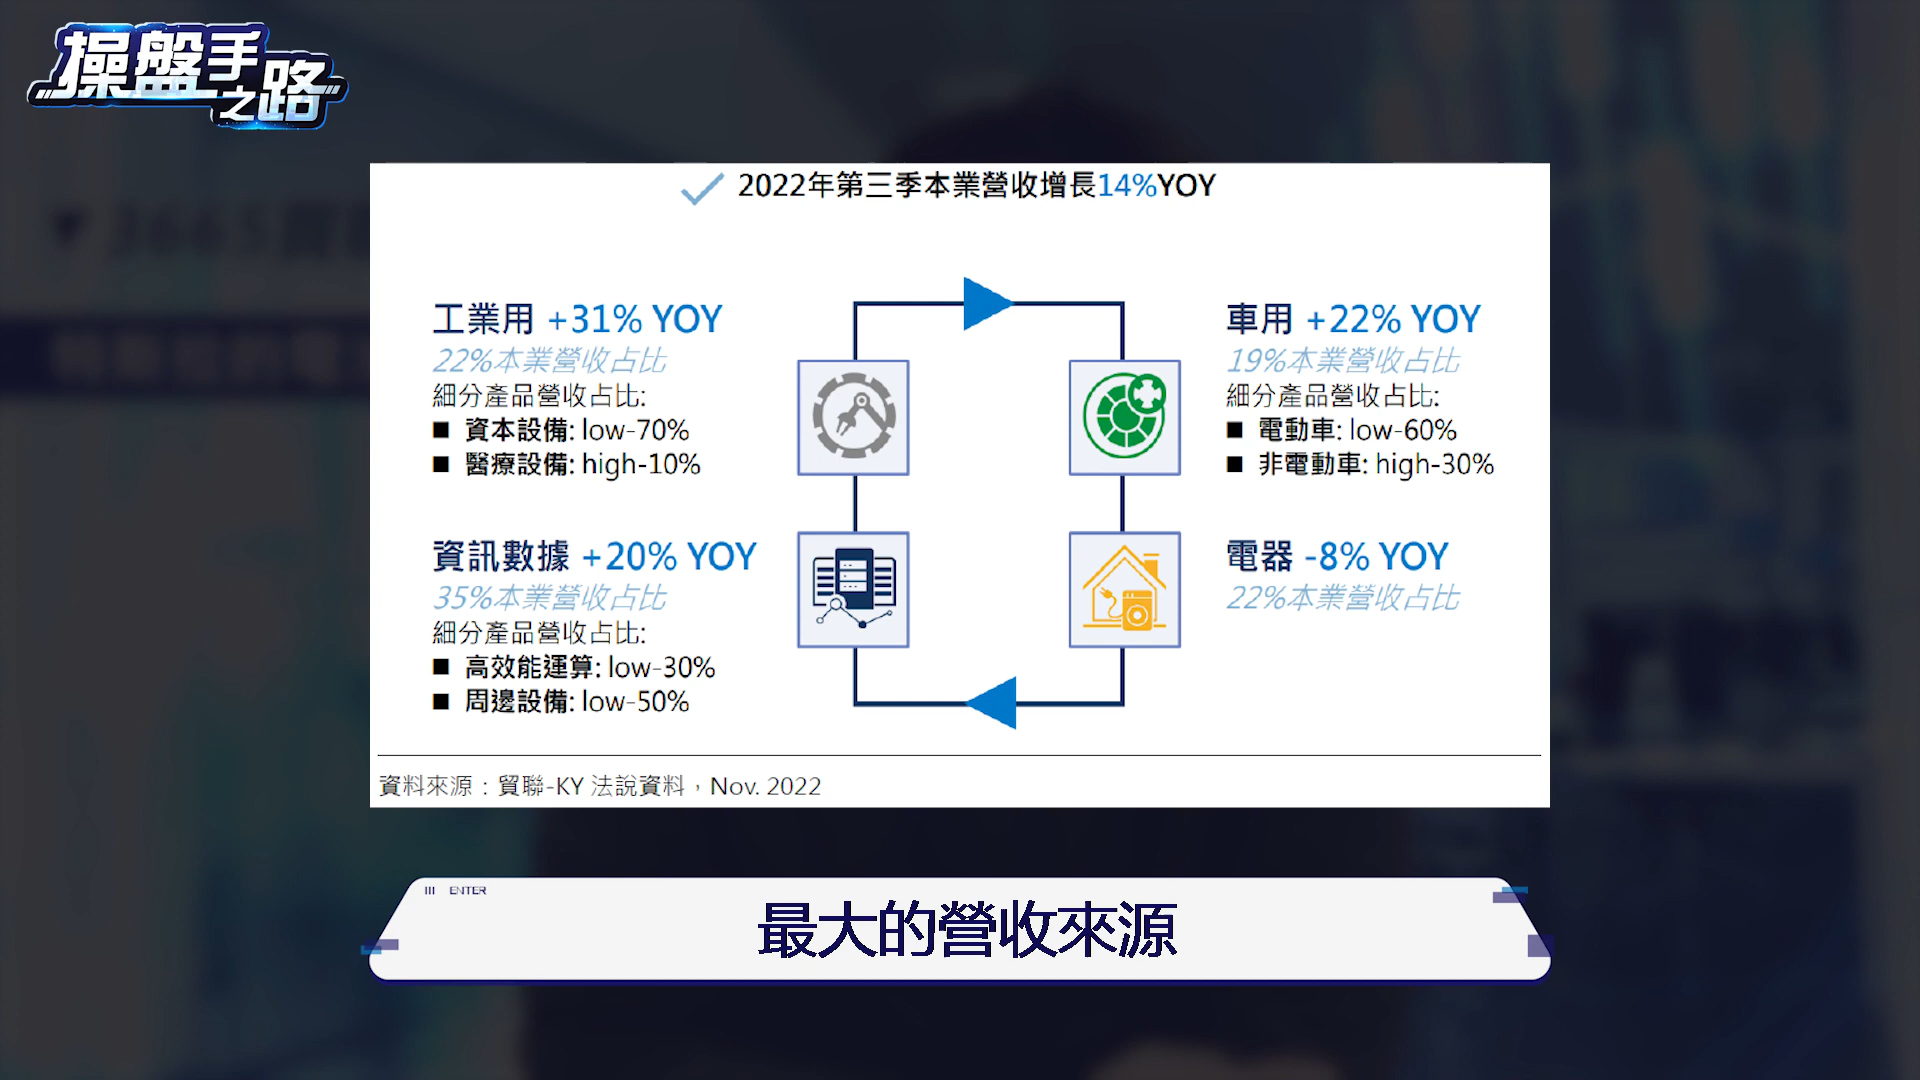 操盤手之路
2022年第三季本業營收增長14%YOY
工業用 +31% YOY
22%本業營收占比
細分產品營收占比:
■ 資本設備: low-70%
■ 醫療設備: high-10%
車用 +22% YOY
19%本業營收占比
細分產品營收占比:
■ 電動車: low-60%
■ 非電動車: high-30%
資訊數據 +20% YOY
35%本業營收占比
細分產品營收占比:
■ 高效能運算: low-30%
■ 周邊設備: low-50%
電器 -8% YOY
22%本業營收占比
資料來源：貿聯-KY 法說資料，Nov. 2022
III ENTER
最大的營收來源